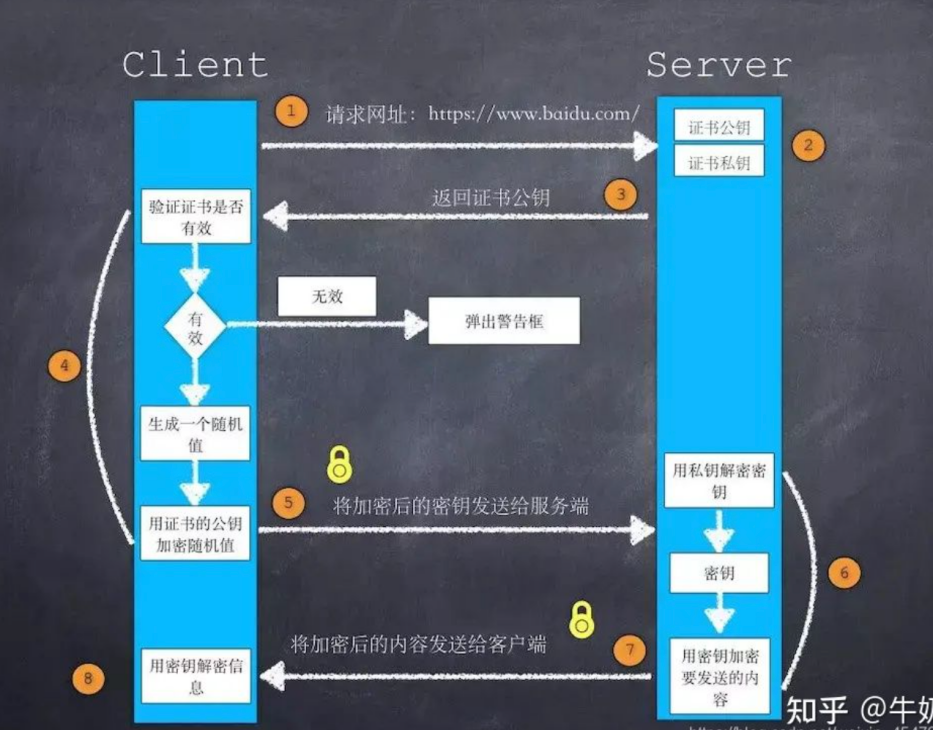 Client
Server
1
请求网址：https://www.baidu.com/
证书公钥
2
证书私钥
返回证书公钥
3
验证证书是否
有效
无效
有
效
弹出警告框
4
生成一个随机
值
用私钥解密密
钥
5
将加密后的密钥发送给服务端
用证书的公钥
加密随机值
密钥
6
将加密后的内容发送给客户端
7
用密钥加密
要发送的内
容
8
用密钥解密信
息
知乎 @牛奶